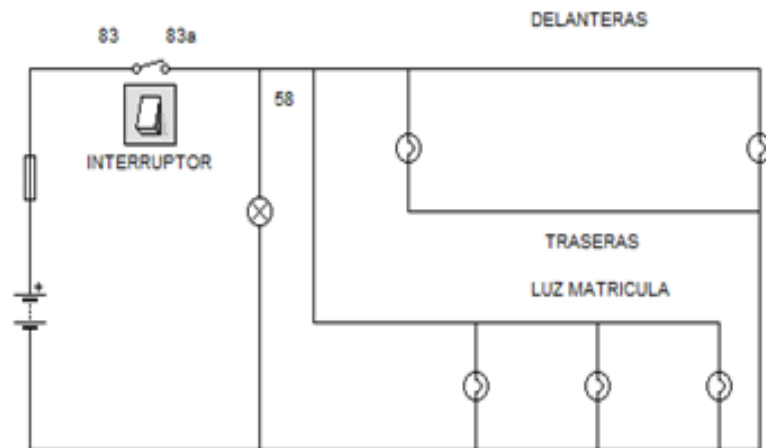 DELANTERAS
83 83a
58
INTERRUPTOR
TRASERAS
LUZ MATRICULA
+